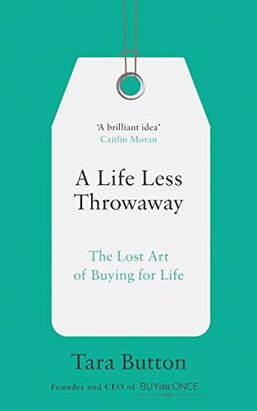 ‘A brilliant idea’
Caitlin Moran
A Life Less
Throwaway
The Lost Art
of Buying for Life
Tara Button
Founder and CEO of BUYmeONCE